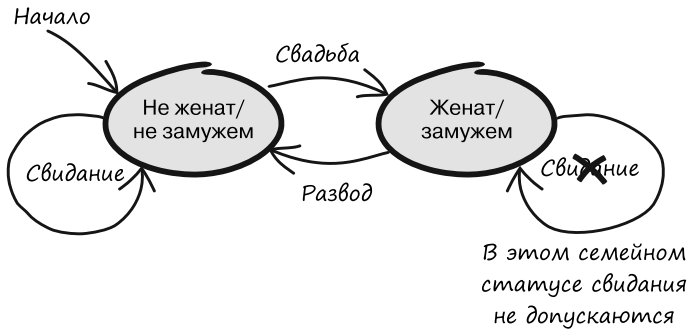 Начало
Свадьба
Не женат/
не замужем
Женат/
замужем
Свидание
Свидание
Развод
В этом семейном
статусе свидания
не допускаются